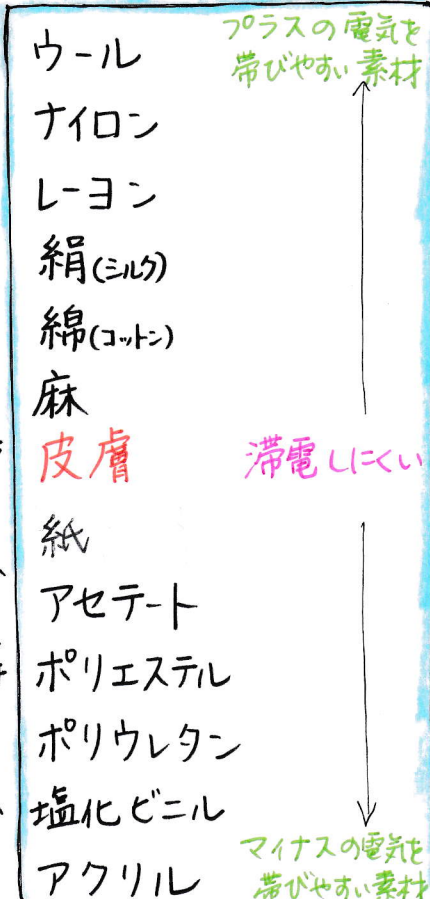 ウール
プラスの電気を
帯びやすい素材
ナイロン
レーヨン
絹(シルク)
綿(コットン)
麻
皮膚
滞電しにくい
紙
アセテート
ポリエステル
ポリウレタン
塩化ビニル
アクリル
マイナスの電気を
帯びやすい素材